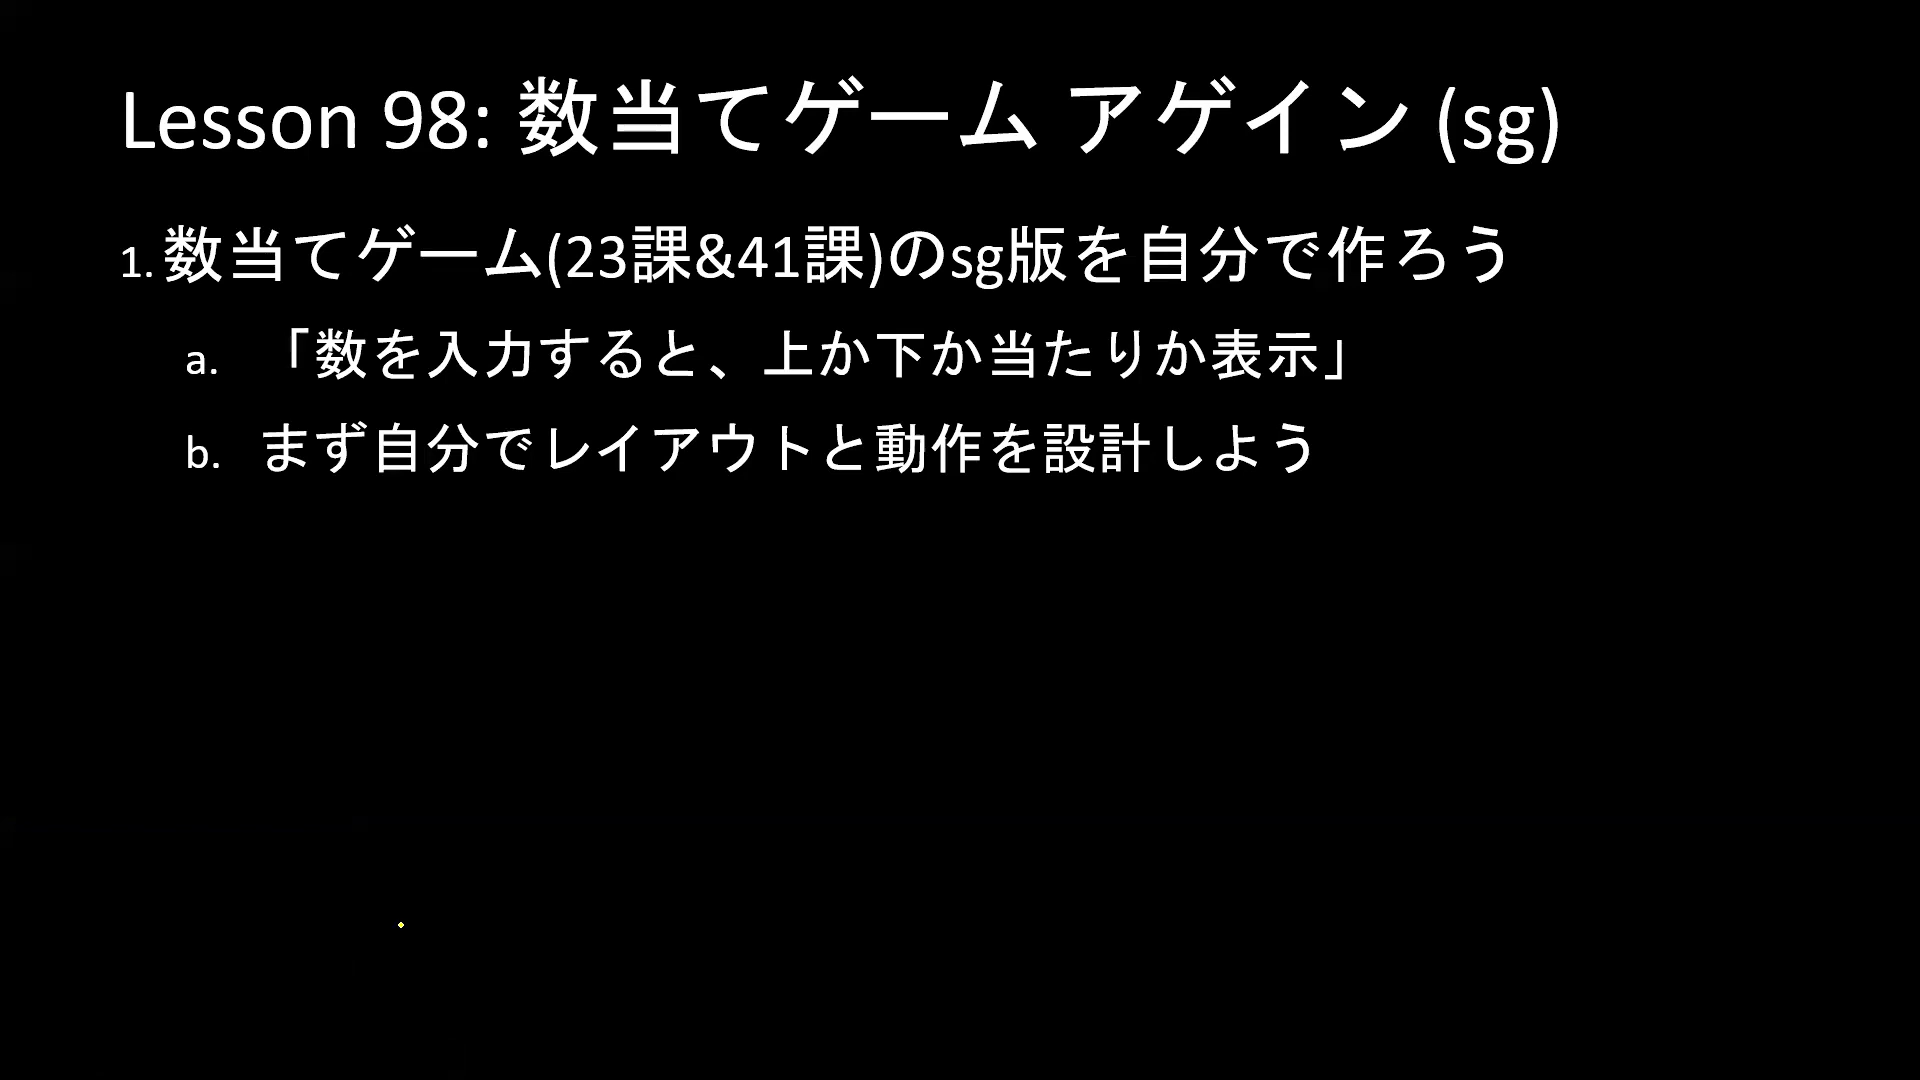 Lesson 98: 数当てゲーム アゲイン (sg)
1. 数当てゲーム(23課&41課)のsg版を自分で作ろう
a. 「数を入力すると、上か下か当たりか表示」
b. まず自分でレイアウトと動作を設計しよう